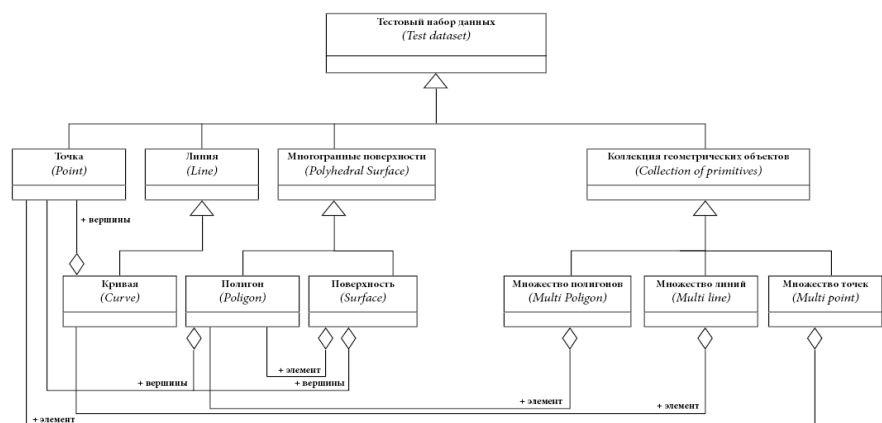 Тестовый набор данных
(Test dataset)
Точка
(Point)
Линия
(Line)
Многогранные поверхности
(Polyhedral Surface)
Коллекция геометрических объектов
(Collection of primitives)
+ вершины
Кривая
(Curve)
Полигон
(Poligon)
Поверхность
(Surface)
Множество полигонов
(Multi Poligon)
Множество линий
(Multi line)
Множество точек
(Multi point)
+ элемент
+ вершины
+ вершины
+ элемент
+ элемент
+ элемент